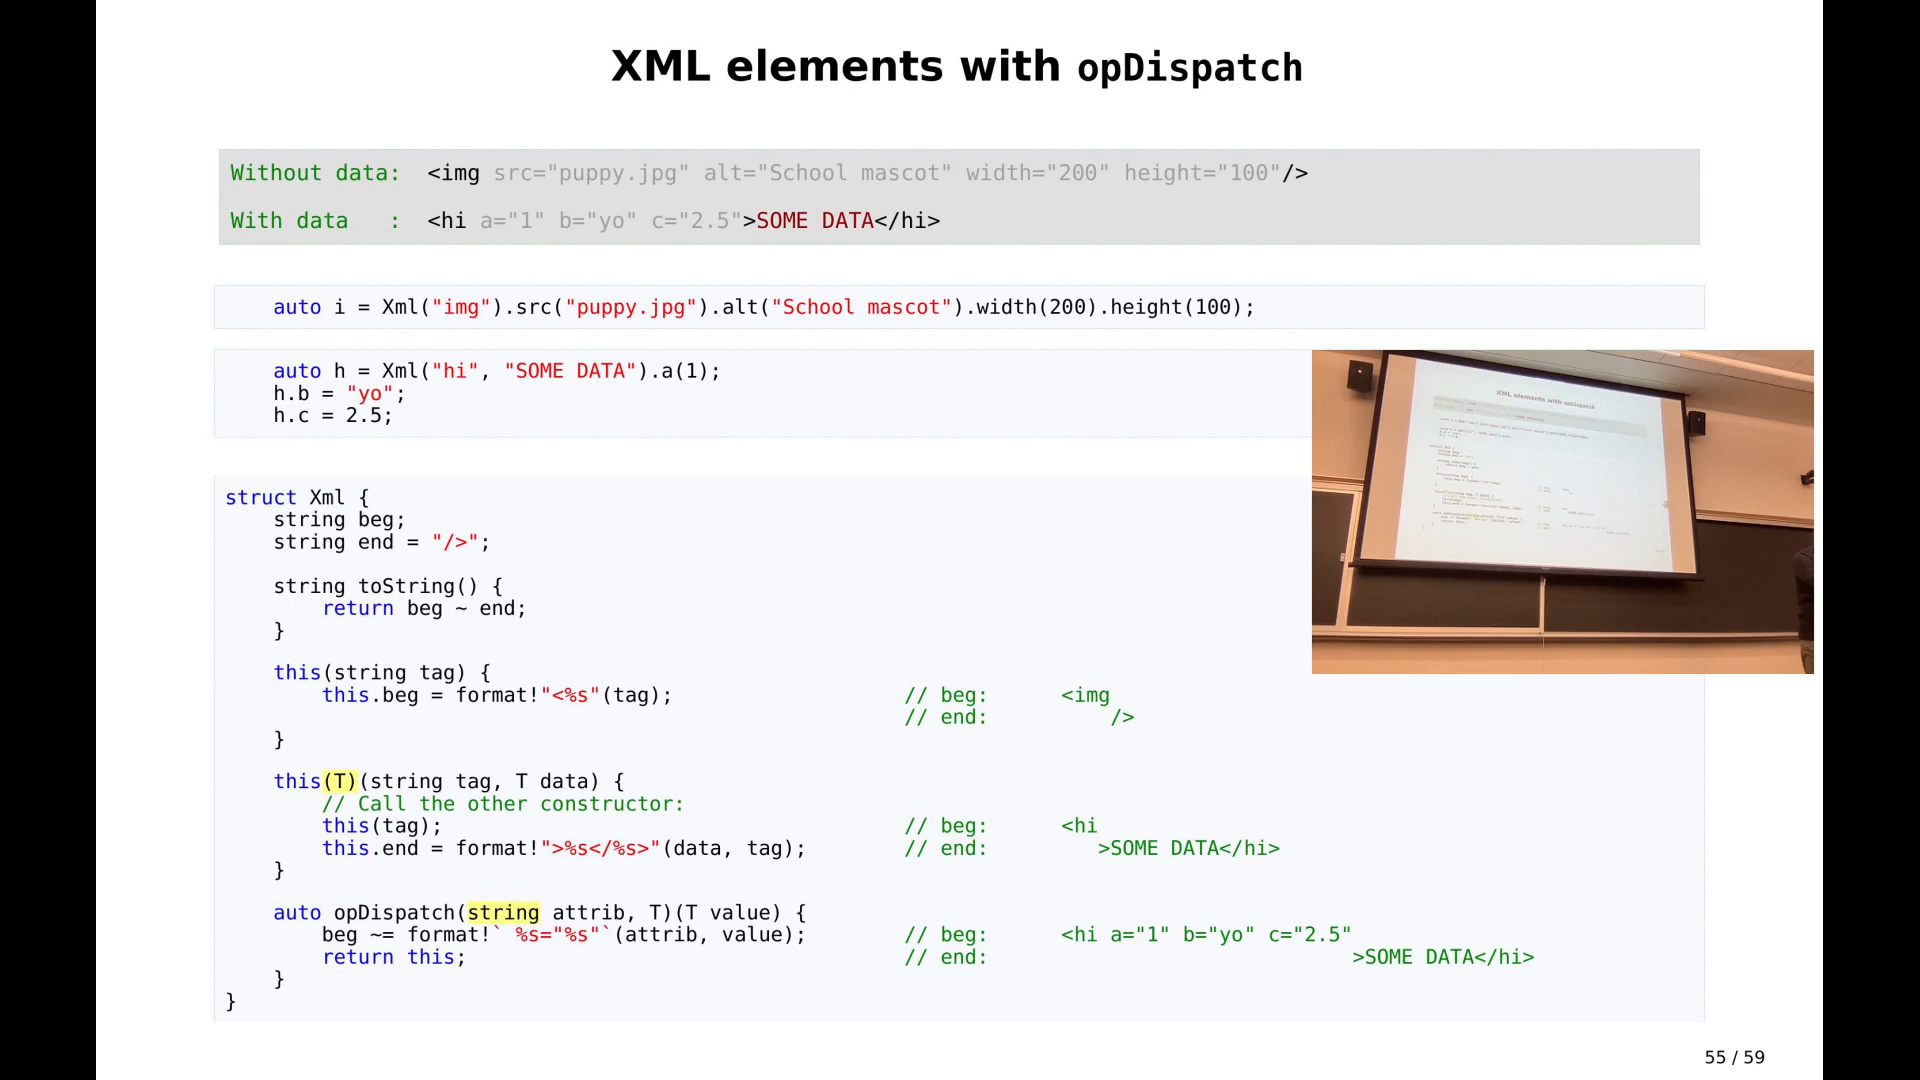 XML elements with opDispatch
Without data:  <img src="puppy.jpg" alt="School mascot" width="200" height="100"/>
With data   :  <hi a="1" b="yo" c="2.5">SOME DATA</hi>
    auto i = Xml("img").src("puppy.jpg").alt("School mascot").width(200).height(100);
    auto h = Xml("hi", "SOME DATA").a(1);
    h.b = "yo";
    h.c = 2.5;
XML elements with opDispatch
struct Xml {
    string beg;
    string end = "/>";
    string toString() {
        return beg ~ end;
    }
    this(string tag) {
        this.beg = format!"<%s"(tag);        // beg:      <img
                                             // end:          />
    }
    this(T)(string tag, T data) {
        // Call the other constructor:
        this(tag);                           // beg:      <hi
        this.end = format!">%s</%s>"(data, tag);        // end:         >SOME DATA</hi>
    }
    auto opDispatch(string attrib, T)(T value) {
        beg ~= format!` %s="%s"`(attrib, value);        // beg:      <hi a="1" b="yo" c="2.5"
        return this;                         // end:                              >SOME DATA</hi>
    }
}
55 / 59